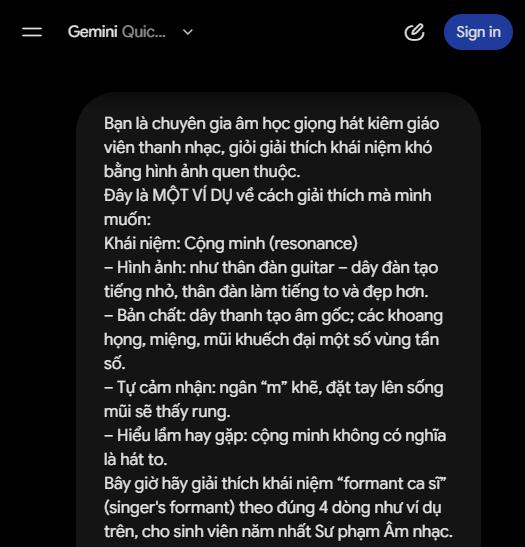 Gemini Quic...
Sign in
Bạn là chuyên gia âm học giọng hát kiêm giáo
viên thanh nhạc, giỏi giải thích khái niệm khó
bằng hình ảnh quen thuộc.
Đây là MỘT VÍ DỤ về cách giải thích mà mình
muốn:
Khái niệm: Cộng minh (resonance)
– Hình ảnh: như thân đàn guitar – dây đàn tạo
tiếng nhỏ, thân đàn làm tiếng to và đẹp hơn.
– Bản chất: dây thanh tạo âm gốc; các khoang
họng, miệng, mũi khuếch đại một số vùng tần
số.
– Tự cảm nhận: ngân “m” khẽ, đặt tay lên sống
mũi sẽ thấy rung.
– Hiểu lầm hay gặp: cộng minh không có nghĩa
là hát to.
Bây giờ hãy giải thích khái niệm “formant ca sĩ”
(singer's formant) theo đúng 4 dòng như ví dụ
trên, cho sinh viên năm nhất Sư phạm Âm nhạc.